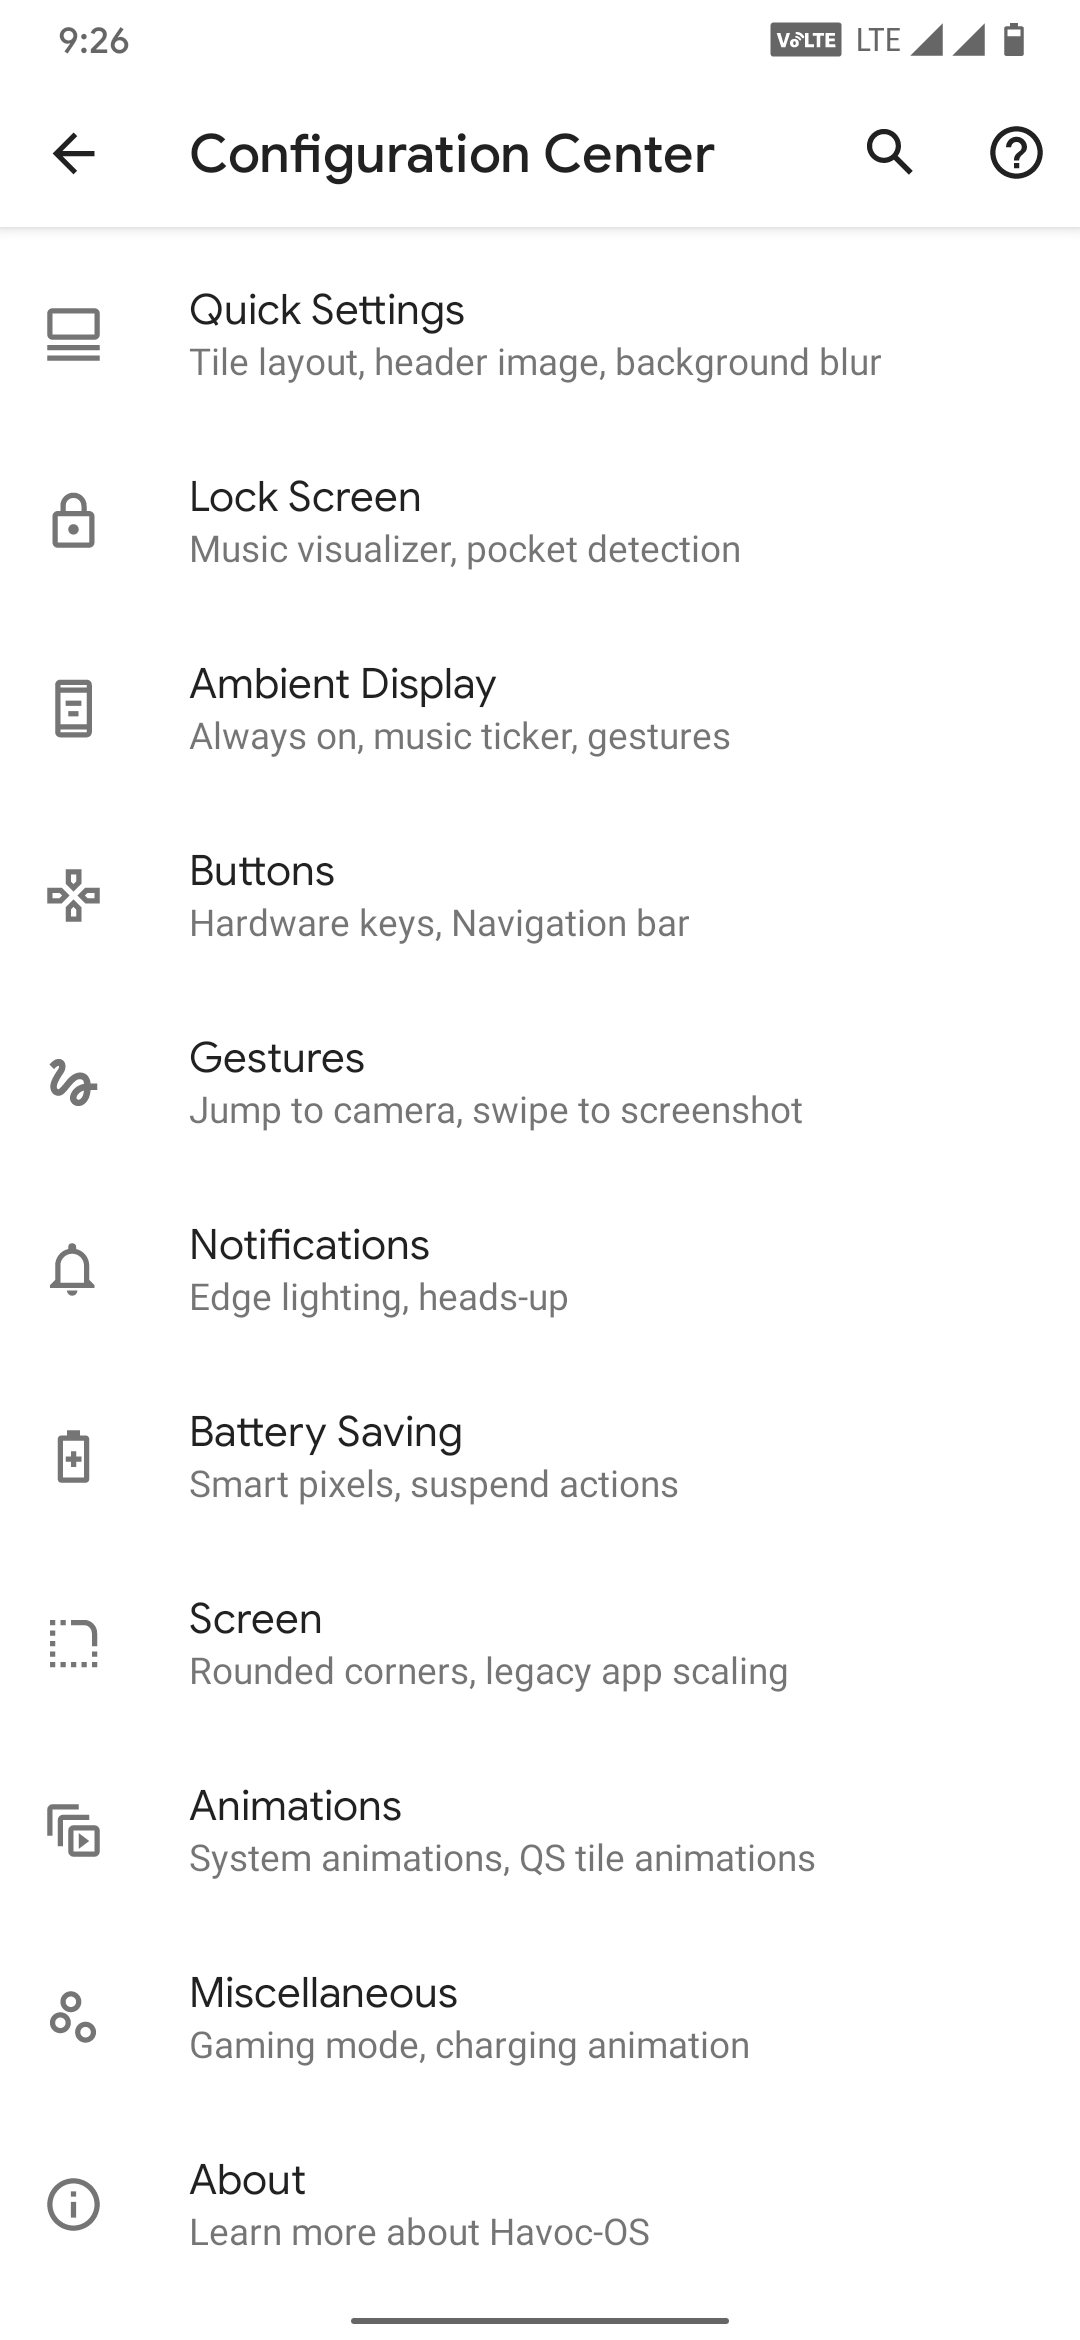 9:26
VoLTE LTE
Configuration Center
Quick Settings
Tile layout, header image, background blur
Lock Screen
Music visualizer, pocket detection
Ambient Display
Always on, music ticker, gestures
Buttons
Hardware keys, Navigation bar
Gestures
Jump to camera, swipe to screenshot
Notifications
Edge lighting, heads-up
Battery Saving
Smart pixels, suspend actions
Screen
Rounded corners, legacy app scaling
Animations
System animations, QS tile animations
Miscellaneous
Gaming mode, charging animation
About
Learn more about Havoc-OS